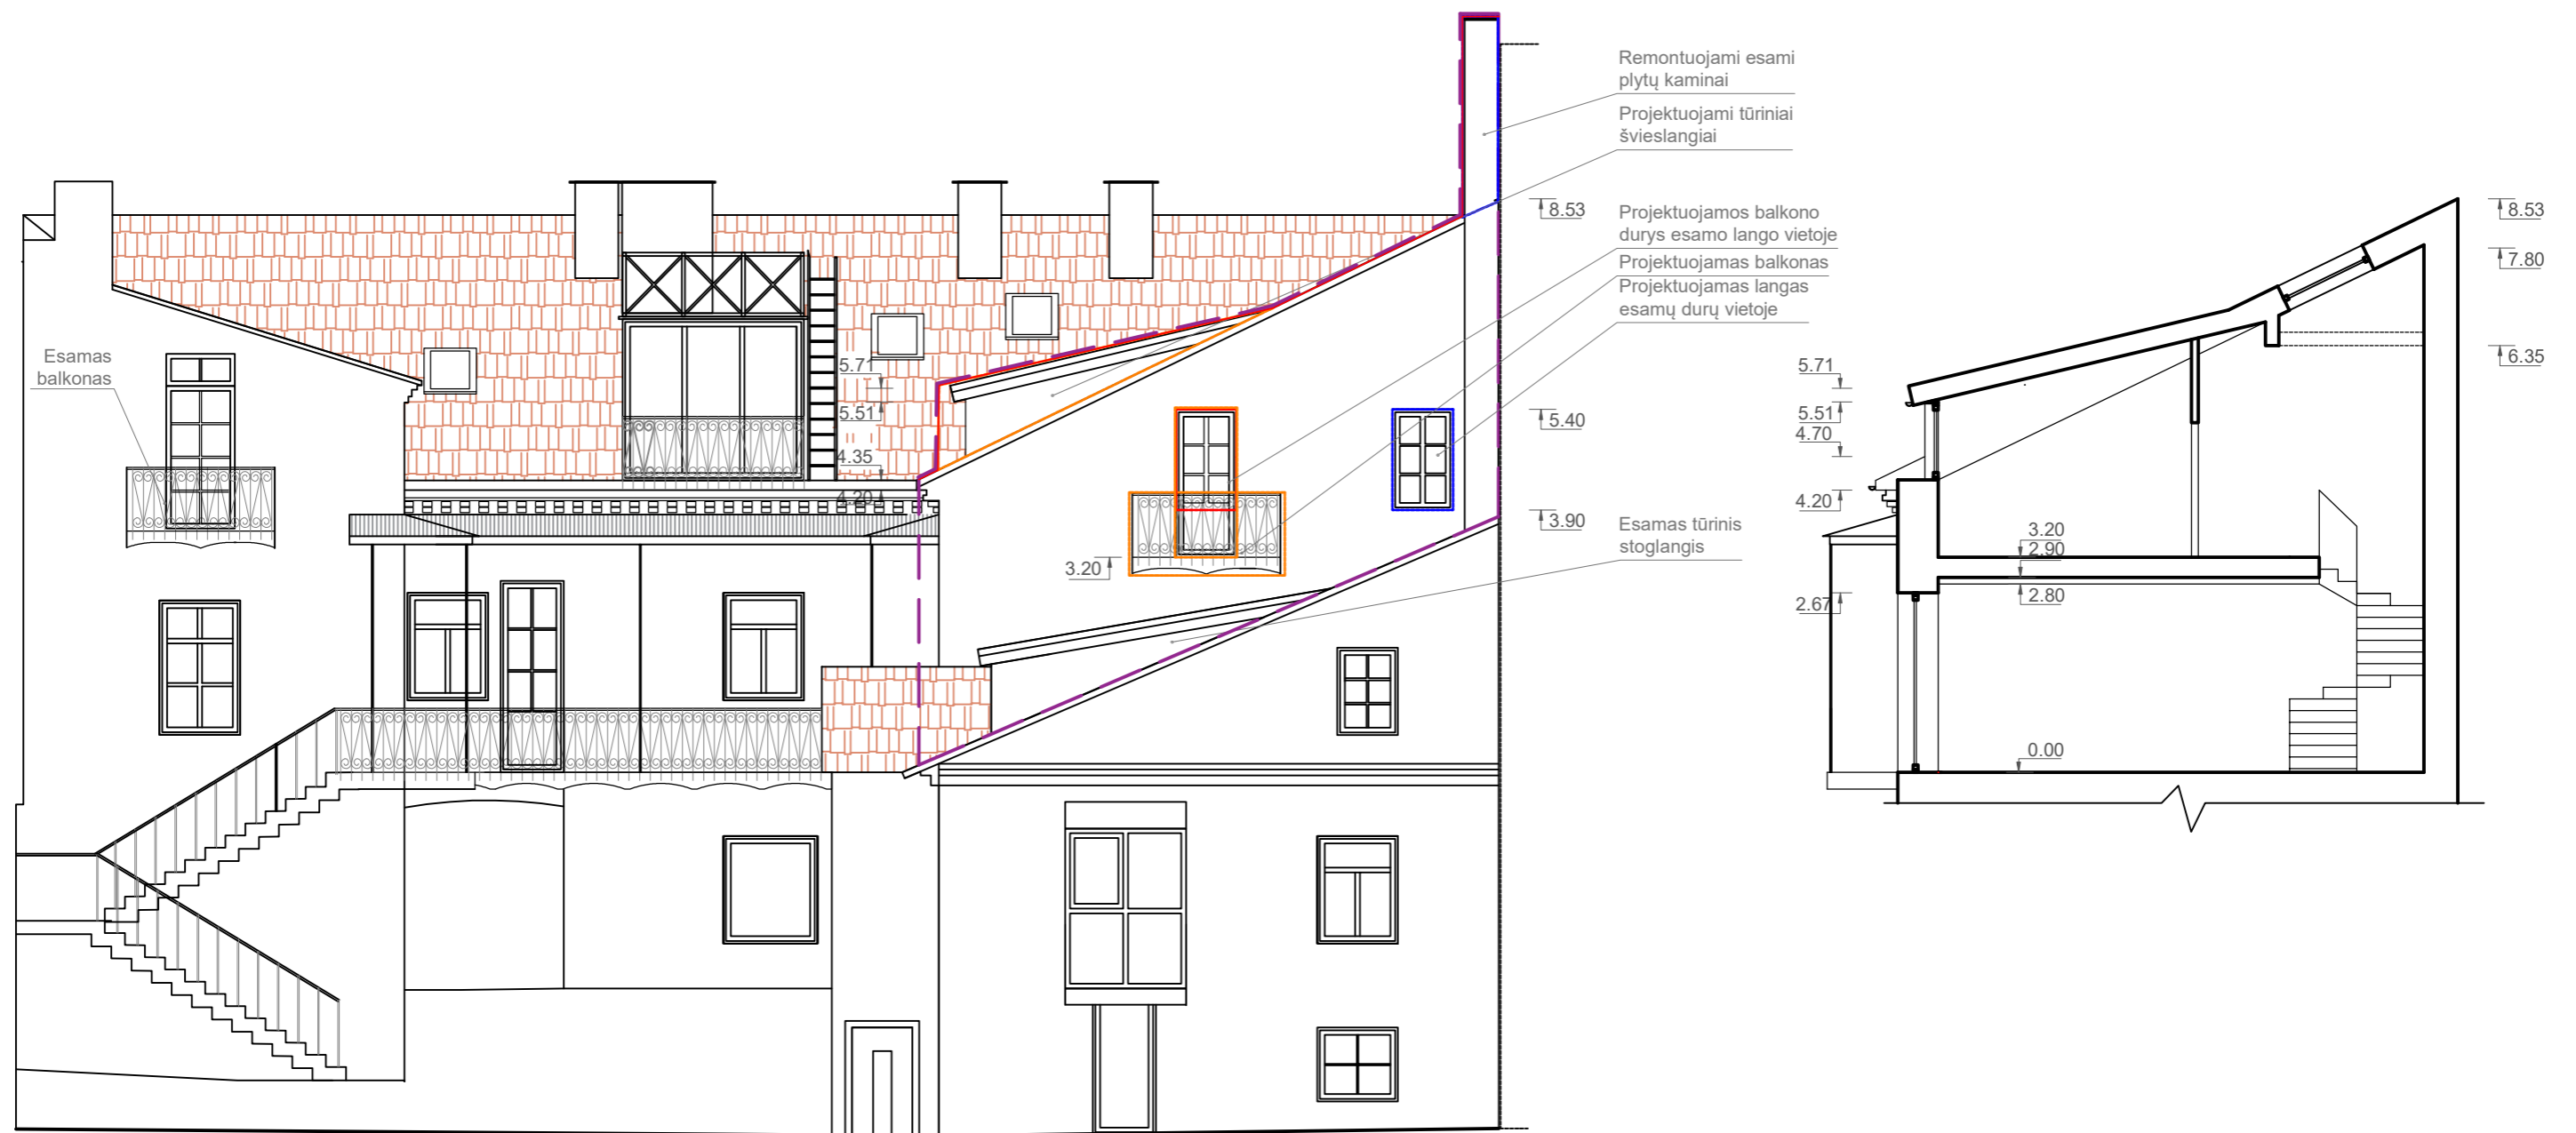 Remontuojami esami
plytų kaminai
Projektuojami tūriniai
švieslangiai
8.53
Projektuojamos balkono
durys esamo lango vietoje
Projektuojamas balkonas
Projektuojamas langas
esamų durų vietoje
Esamas
balkonas
5.71
5.51
4.35
4.20
5.40
3.90
Esamas tūrinis
stoglangis
3.20
8.53
7.80
6.35
5.71
5.51
4.70
4.20
3.20
2.90
2.80
2.67
0.00